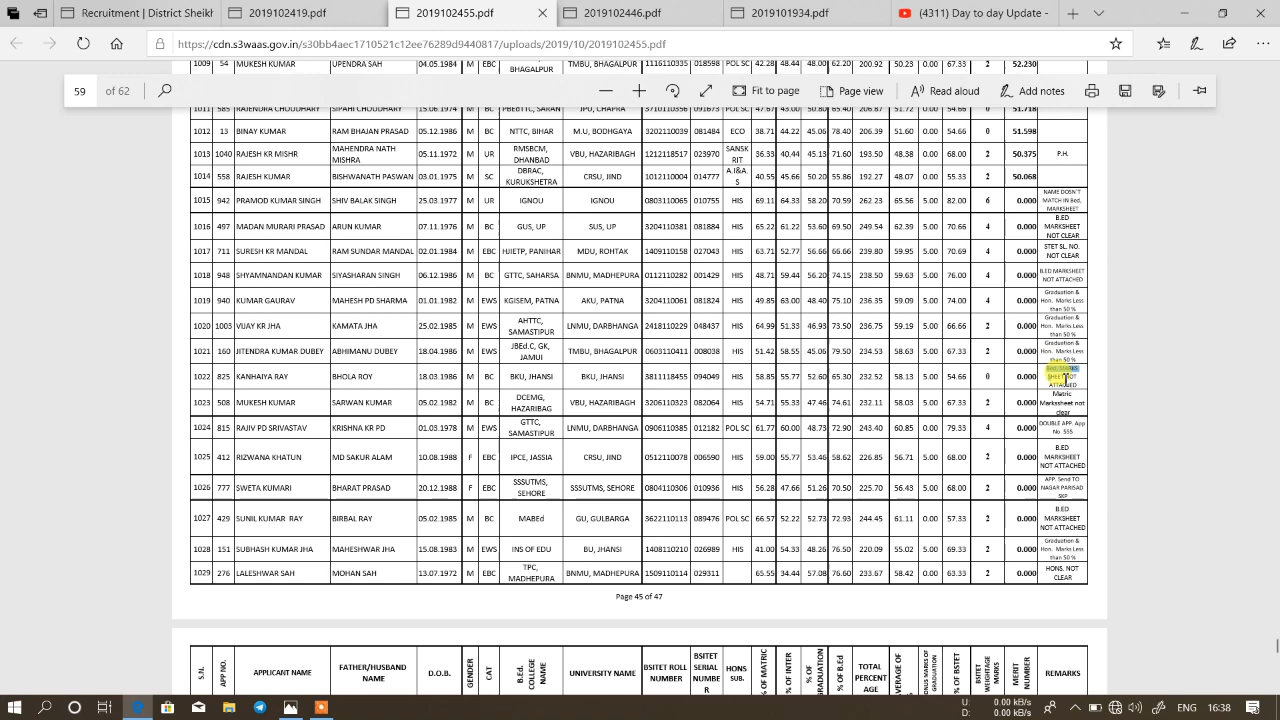 Recruitment | District Sheikh
20191022419.pdf
2019102455.pdf
20191022446.pdf
2019101934.pdf
(4311) Day to day Update -
https://cdn.s3waas.gov.in/s30bb4aec1710521c12ee76289d9440817/uploads/2019/10/2019102455.pdf
59 of 62
Fit to page
Page view
Read aloud
Add notes
1009 54 MUKESH KUMAR UPENDRA SAH 04.05.1984 M EBC BHAGALPUR TMBU, BHAGALPUR 1116110335 018598 POL SC 42.28 48.44 48.00 62.20 200.92 50.23 0.00 67.33 2 52.230
1011 585 RAJENDRA CHOUDHARY SIPAHI CHOUDHARY 15.06.1974 M BC PBEdTTC, SARAN JPU, CHAPRA 3710110356 091673 POL SC 47.67 43.00 50.80 65.40 206.87 51.72 0.00 54.66 0 51.718
1012 13 BINAY KUMAR RAM BHAJAN PRASAD 05.12.1986 M BC NTTC, BIHAR M.U, BODHGAYA 3202110039 081484 ECO 38.71 44.22 45.06 78.40 206.39 51.60 0.00 54.66 0 51.598
1013 1040 RAJESH KR MISHR MAHENDRA NATH MISHRA 05.11.1972 M UR RMSBCM, DHANBAD VBU, HAZARIBAGH 1212118517 023970 SANSK RIT 36.33 40.44 45.13 71.60 193.50 48.38 0.00 68.00 2 50.375 P.H.
1014 558 RAJESH KUMAR BISHWANATH PASWAN 03.01.1975 M SC DBRAC, KURUKSHETRA CRSU, JIND 1012110004 014777 A.I&A. S 40.55 45.66 50.20 55.86 192.27 48.07 0.00 55.33 2 50.068
1015 942 PRAMOD KUMAR SINGH SHIV BALAK SINGH 25.03.1977 M UR IGNOU IGNOU 0803110065 010755 HIS 69.11 64.33 58.20 70.59 262.23 65.56 5.00 82.00 6 0.000 NAME DOSN'T MATCH IN Bed, MARKSHEET
1016 497 MADAN MURARI PRASAD ARUN KUMAR 07.11.1976 M BC GUS, UP SUS, UP 3204110381 081884 HIS 65.22 61.22 53.60 69.50 249.54 62.39 5.00 70.66 4 0.000 B.ED MARKSHEET NOT CLEAR
1017 711 SURESH KR MANDAL RAM SUNDAR MANDAL 02.01.1984 M EBC HJIETP, PANIHAR MDU, ROHTAK 1409110158 027043 HIS 63.71 52.77 56.66 66.66 239.80 59.95 5.00 70.69 4 0.000 STET SL. NO. NOT CLEAR
1018 948 SHYAMNANDAN KUMAR SIYASHARAN SINGH 06.12.1986 M BC GTTC, SAHARSA BNMU, MADHEPURA 0112110282 001429 HIS 48.71 59.44 56.20 74.15 238.50 59.63 5.00 76.00 4 0.000 B.ED MARKSHEET NOT ATTACHED
1019 940 KUMAR GAURAV MAHESH PD SHARMA 01.01.1982 M EWS KGISEM, PATNA AKU, PATNA 3204110061 081824 HIS 49.85 63.00 48.40 75.10 236.35 59.09 5.00 74.00 4 0.000 Graduation & Hon. Marks Less than 50 %
1020 1003 VIJAY KR JHA KAMATA JHA 25.02.1985 M EWS AHTTC, SAMASTIPUR LNMU, DARBHANGA 2418110229 048437 HIS 64.99 51.33 46.93 73.50 236.75 59.19 5.00 66.66 2 0.000 Graduation & Hon. Marks Less than 50 %
1021 160 JITENDRA KUMAR DUBEY ABHIMANU DUBEY 18.04.1986 M EWS JBEd.C, GK, JAMUI TMBU, BHAGALPUR 0603110411 008038 HIS 51.42 58.55 45.06 79.50 234.53 58.63 5.00 67.33 2 0.000 Graduation & Hon. Marks Less than 50 %
1022 825 KANHAIYA RAY BHOLA 18.03.1986 M BC BKU, JHANSI BKU, JHANSI 3811118455 094049 HIS 58.85 55.77 52.60 65.30 232.52 58.13 5.00 54.66 0 0.000 MARKS SHEET NOT ATTACHED
1023 508 MUKESH KUMAR SARWAN KUMAR 05.02.1982 M BC DCEMG, HAZARIBAG VBU, HAZARIBAGH 3206110323 082064 HIS 54.71 55.33 47.46 74.61 232.11 58.03 5.00 67.33 2 0.000 Matric Markssheet not clear
1024 815 RAJIV PD SRIVASTAV KRISHNA KR PD 01.03.1978 M EWS GTTC, SAMASTIPUR LNMU, DARBHANGA 0906110385 012182 POL SC 61.77 60.00 48.73 72.90 243.40 60.85 0.00 79.33 4 0.000 DOUBLE APP. App No. 555
1025 412 RIZWANA KHATUN MD SAKUR ALAM 10.08.1988 F EBC IPCE, JASSIA CRSU, JIND 0512110078 006590 HIS 59.00 55.77 53.46 58.62 226.85 56.71 5.00 68.00 2 0.000 B.ED MARKSHEET NOT ATTACHED
1026 777 SWETA KUMARI BHARAT PRASAD 20.12.1988 F EBC SSSUTMS, SEHORE SSSUTMS, SEHORE 0804110306 010936 HIS 56.28 47.66 51.26 70.50 225.70 56.43 5.00 68.00 2 0.000 APP. Send TO NAGAR PARISAD SKP
1027 429 SUNIL KUMAR RAY BIRBAL RAY 05.02.1985 M BC MABEd GU, GULBARGA 3622110113 089476 POL SC 66.57 52.22 52.73 72.93 244.45 61.11 0.00 57.33 2 0.000 B.ED MARKSHEET NOT ATTACHED
1028 151 SUBHASH KUMAR JHA MAHESHWAR JHA 15.08.1983 M EWS INS OF EDU BU, JHANSI 1408110210 026989 HIS 41.00 54.33 48.26 76.50 220.09 55.02 5.00 69.33 2 0.000 Graduation & Hon. Marks Less than 50 %
1029 276 LALESHWAR SAH MOHAN SAH 13.07.1972 M EBC TPC, MADHEPURA BNMU, MADHEPURA 1509110114 029311 65.55 34.44 57.08 76.60 233.67 58.42 0.00 63.33 2 0.000 HONS. NOT CLEAR
Page 45 of 47
S.N. APP NO. APPLICANT NAME FATHER/HUSBAND NAME D.O.B. GENDER CAT B.Ed. COLLEGE NAME UNIVERSITY NAME BSITET ROLL NUMBER BSITET SERIAL NUMBE R HONS SUB. % OF MATRIC % OF INTER % OF GRADUATION % OF B.Ed TOTAL PERCENT AGE AVERAGE OF % OF BSTET BSTET WEIGHTAGE MARKS MERIT NUMBER REMARKS
U: 0.00 kB/s
D: 0.00 kB/s
ENG 16:38